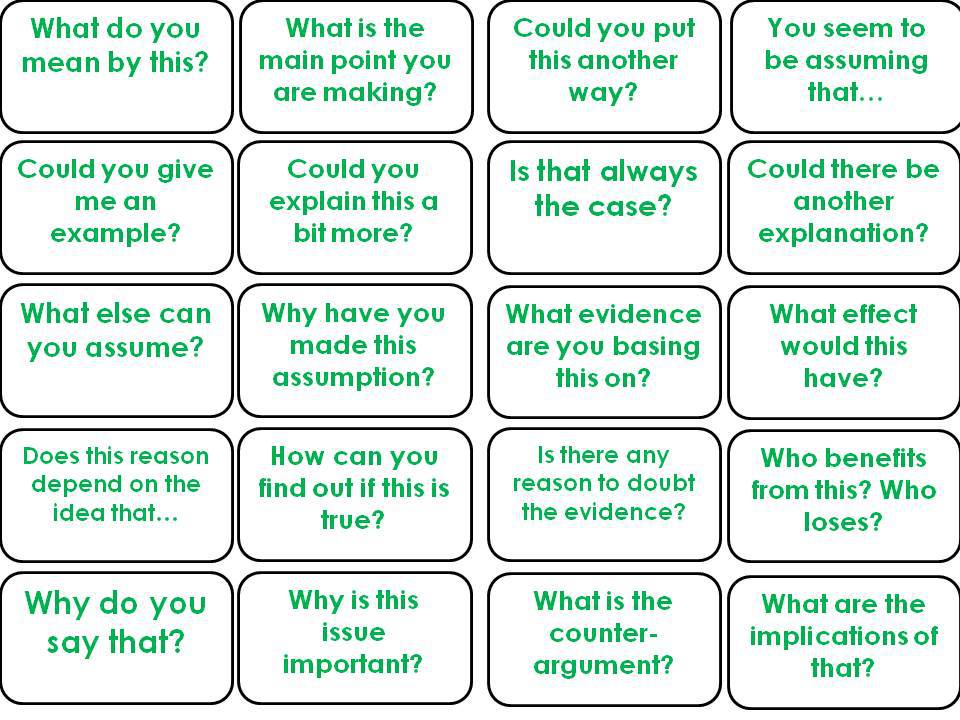 What do you
mean by this?
What is the
main point you
are making?
Could you put
this another
way?
You seem to
be assuming
that…
Could you give
me an
example?
Could you
explain this a
bit more?
Is that always
the case?
Could there be
another
explanation?
What else can
you assume?
Why have you
made this
assumption?
What evidence
are you basing
this on?
What effect
would this
have?
Does this reason
depend on the
idea that…
How can you
find out if this is
true?
Is there any
reason to doubt
the evidence?
Who benefits
from this? Who
loses?
Why do you
say that?
Why is this
issue
important?
What is the
counter-
argument?
What are the
implications of
that?